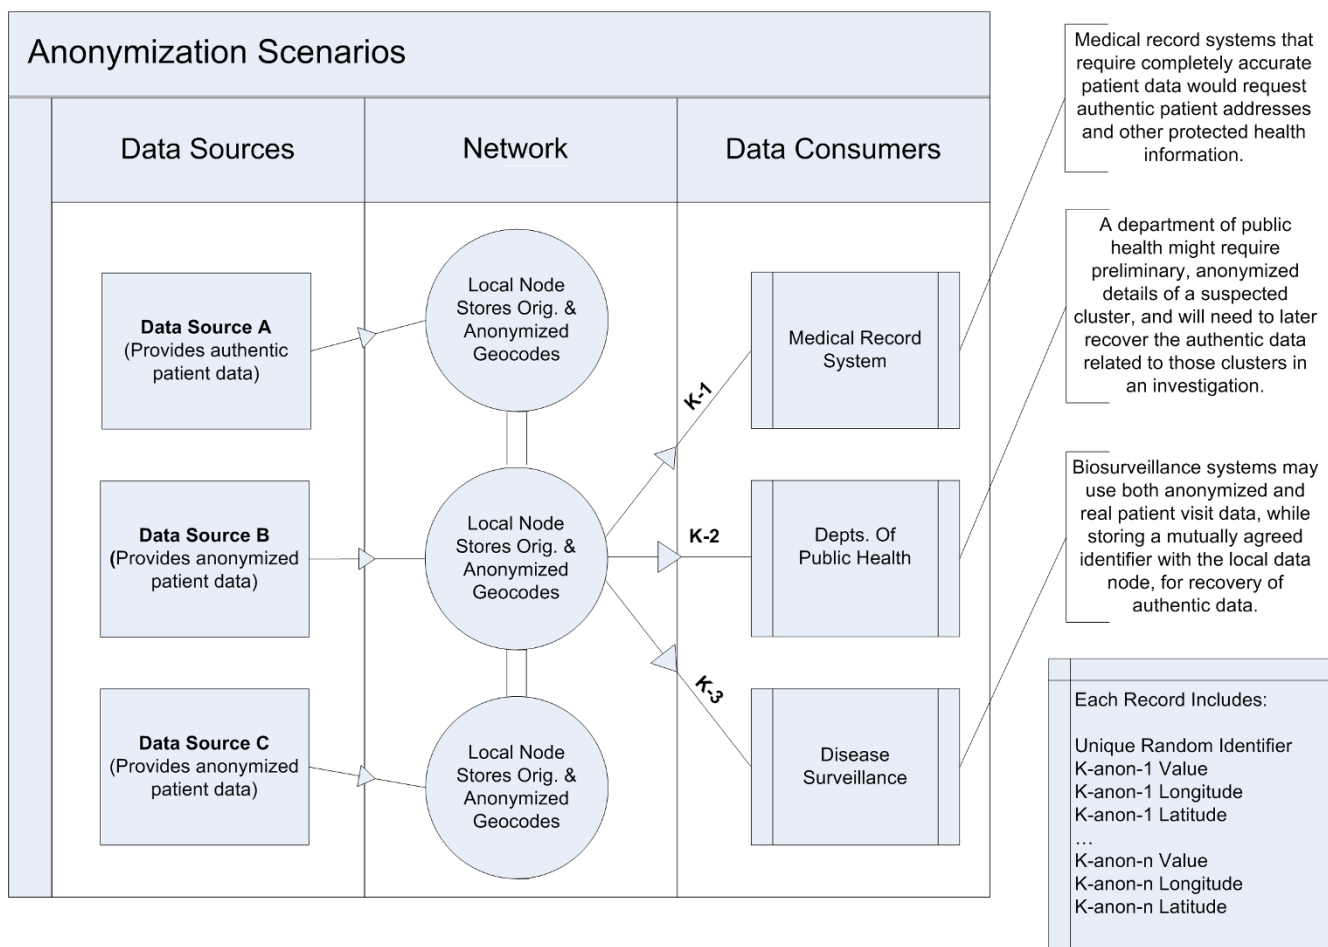 Anonymization Scenarios
Data Sources
Network
Data Consumers
Data Source A
(Provides authentic
patient data)
Data Source B
(Provides anonymized
patient data)
Data Source C
(Provides anonymized
patient data)
Local Node
Stores Orig. &
Anonymized
Geocodes
Local Node
Stores Orig. &
Anonymized
Geocodes
Local Node
Stores Orig. &
Anonymized
Geocodes
K-1
K-2
K-3
Medical Record
System
Depts. Of
Public Health
Disease
Surveillance
Medical record systems that
require completely accurate
patient data would request
authentic patient addresses
and other protected health
information.
A department of public
health might require
preliminary, anonymized
details of a suspected
cluster, and will need to later
recover the authentic data
related to those clusters in
an investigation.
Biosurveillance systems may
use both anonymized and
real patient visit data, while
storing a mutually agreed
identifier with the local data
node, for recovery of
authentic data.
Each Record Includes:
Unique Random Identifier
K-anon-1 Value
K-anon-1 Longitude
K-anon-1 Latitude
…
K-anon-n Value
K-anon-n Longitude
K-anon-n Latitude